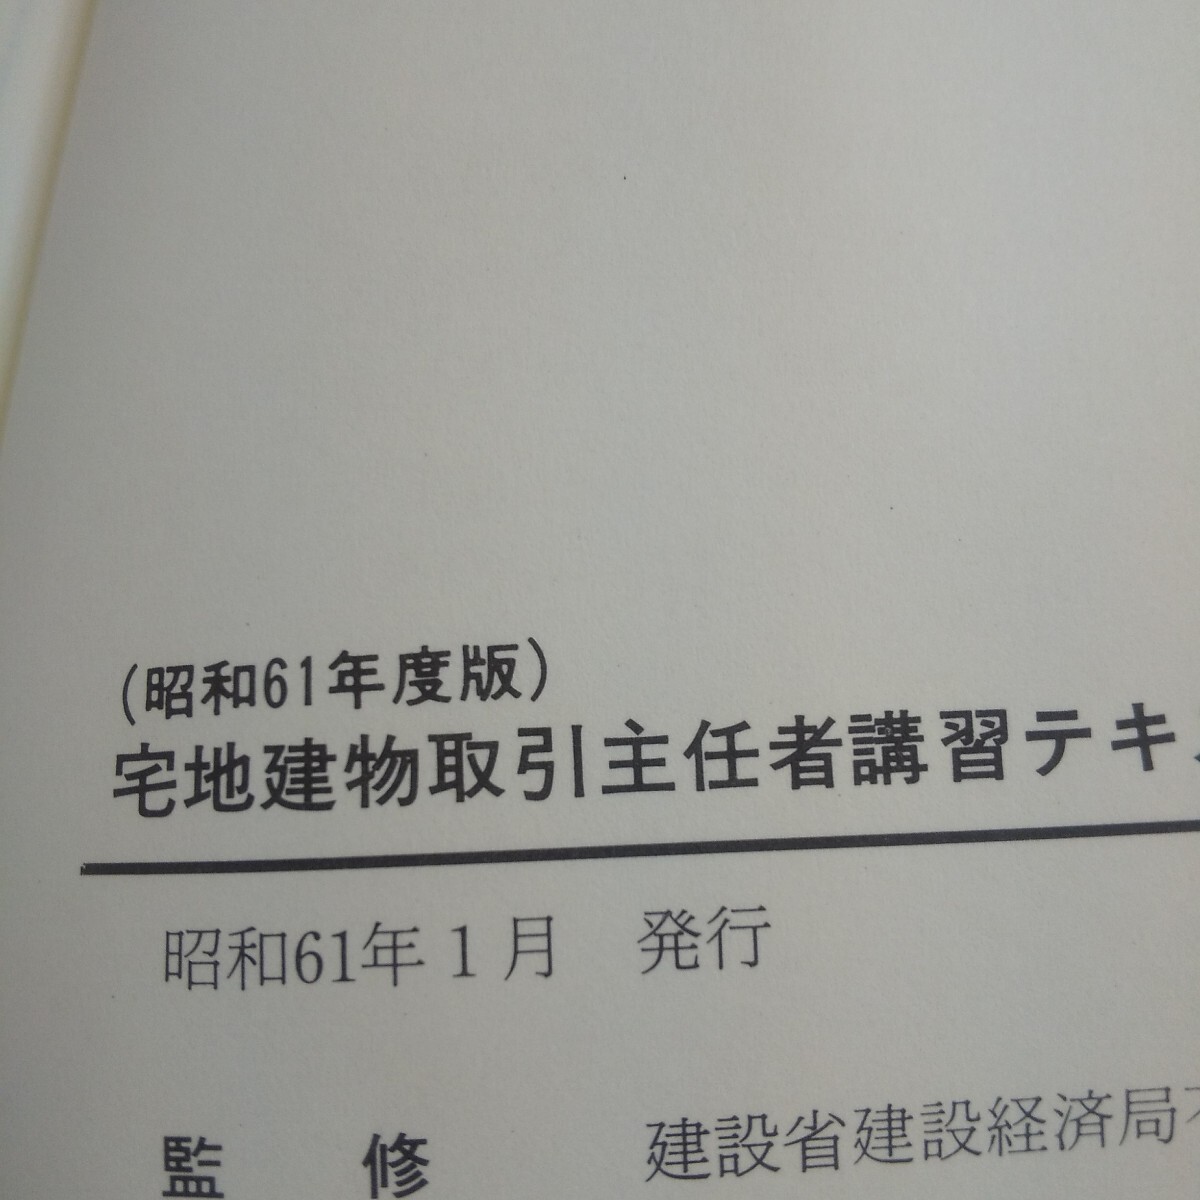 (昭和61年度版)
宅地建物取引主任者講習テキ
昭和61年1月 発行
監 修 建設省建設経済局